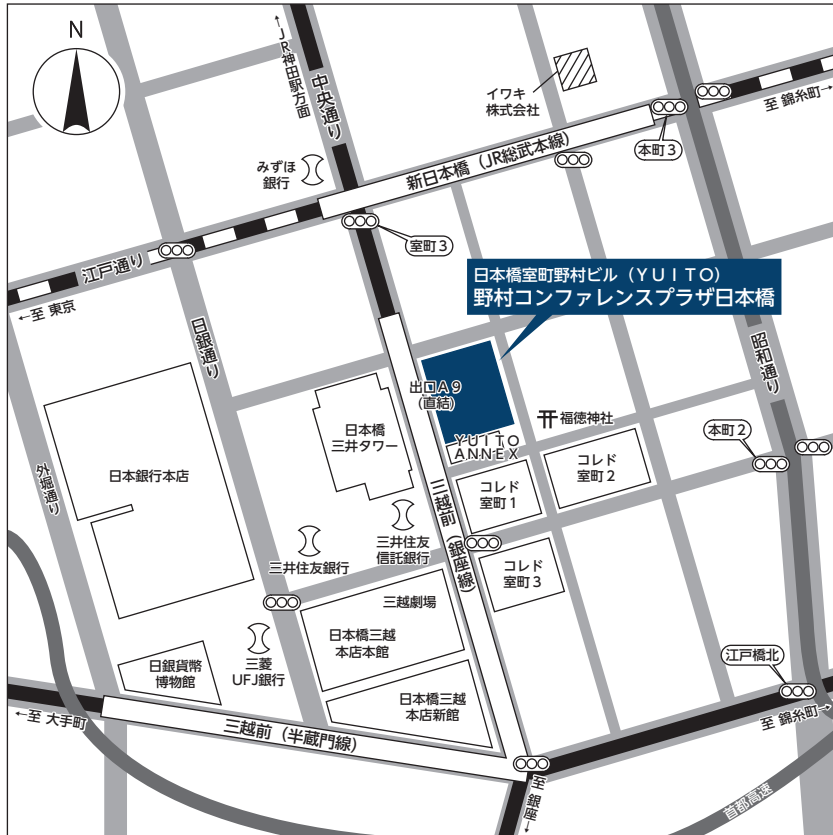 N
←JR神田駅方面
中央通り
イワキ
株式会社
至 錦糸町→
本町3
新日本橋（JR総武本線）
みずほ
銀行
室町3
江戸通り
←至 東京
日銀通り
日本橋室町野村ビル（YUITO）
野村コンファレンスプラザ日本橋
昭和通り
出口A9
(直結)
YUITO
ANNEX
福徳神社
日本橋
三井タワー
本町2
コレド
室町1
コレド
室町2
日本銀行本店
外堀通り
三越前（銀座線）
三井住友
信託銀行
三井住友銀行
コレド
室町3
三越劇場
日本橋三越
本店本館
三菱
UFJ銀行
日銀貨幣
博物館
江戸橋北
日本橋三越
本店新館
←至 大手町
三越前（半蔵門線）
至 錦糸町→
至 銀座→
首都高速